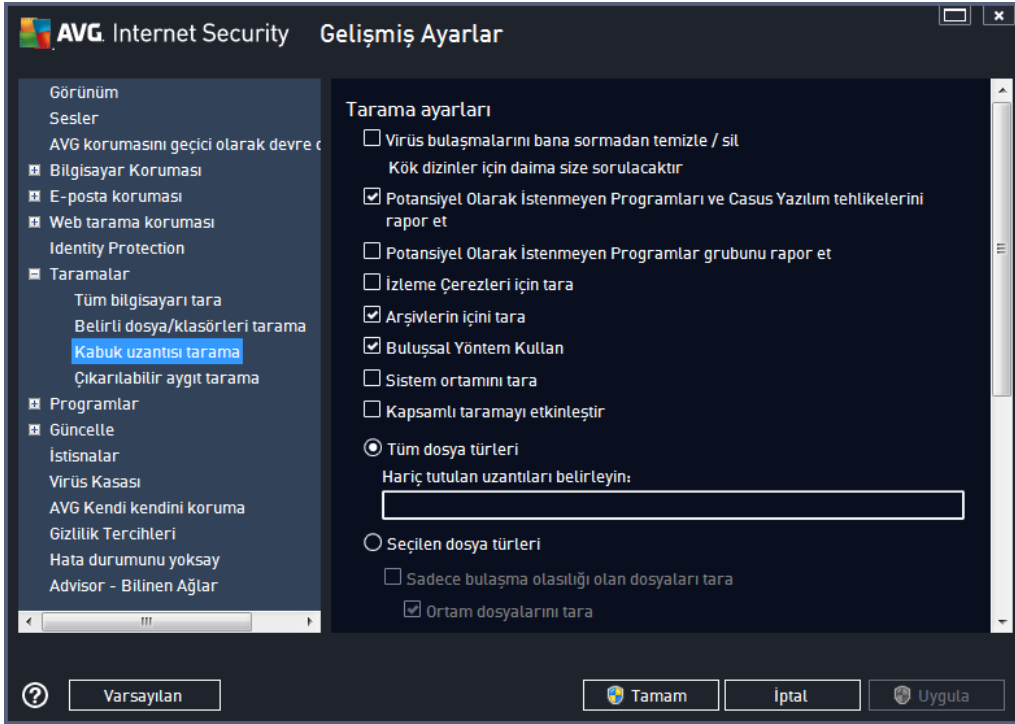 AVG. Internet Security Gelişmiş Ayarlar
Görünüm
Sesler
AVG korumasını geçici olarak devre
Bilgisayar Koruması
E-posta koruması
Web tarama koruması
Identity Protection
Taramalar
Tüm bilgisayarı tara
Belirli dosya/klasörleri tarama
Kabuk uzantısı tarama
Çıkarılabilir aygıt tarama
Programlar
Güncelle
İstisnalar
Virüs Kasası
AVG Kendi kendini koruma
Gizlilik Tercihleri
Hata durumunu yoksay
Advisor - Bilinen Ağlar
Tarama ayarları
Virüs bulaşmalarını bana sormadan temizle / sil
Kök dizinler için daima size sorulacaktır
Potansiyel Olarak İstenmeyen Programları ve Casus Yazılım tehlikelerini
rapor et
Potansiyel Olarak İstenmeyen Programlar grubunu rapor et
İzleme Çerezleri için tara
Arşivlerin içini tara
Buluşsal Yöntem Kullan
Sistem ortamını tara
Kapsamlı taramayı etkinleştir
Tüm dosya türleri
Hariç tutulan uzantıları belirleyin:
Seçilen dosya türleri
Sadece bulaşma olasılığı olan dosyaları tara
Ortam dosyalarını tara
Varsayılan
Tamam
İptal
Uygula